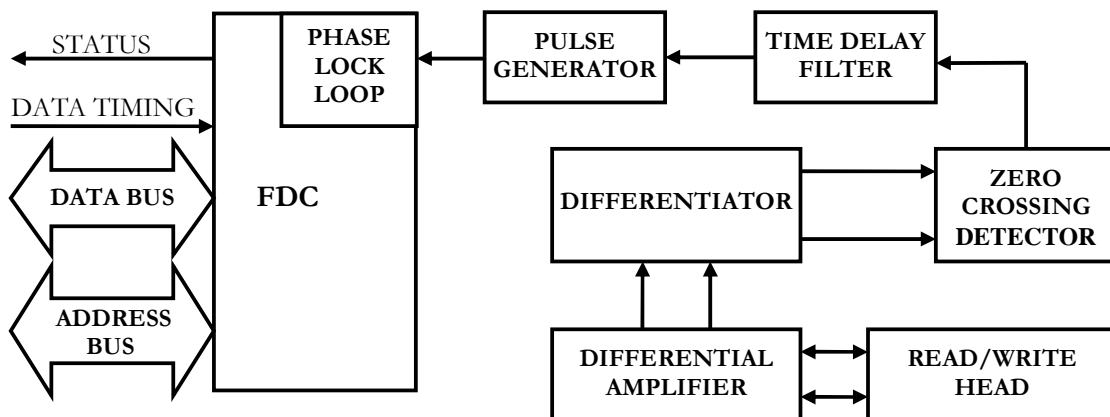 STATUS
DATA TIMING
DATA BUS
ADDRESS
BUS
FDC
PHASE
LOCK
LOOP
PULSE
GENERATOR
TIME DELAY
FILTER
DIFFERENTIATOR
ZERO
CROSSING
DETECTOR
DIFFERENTIAL
AMPLIFIER
READ/WRITE
HEAD